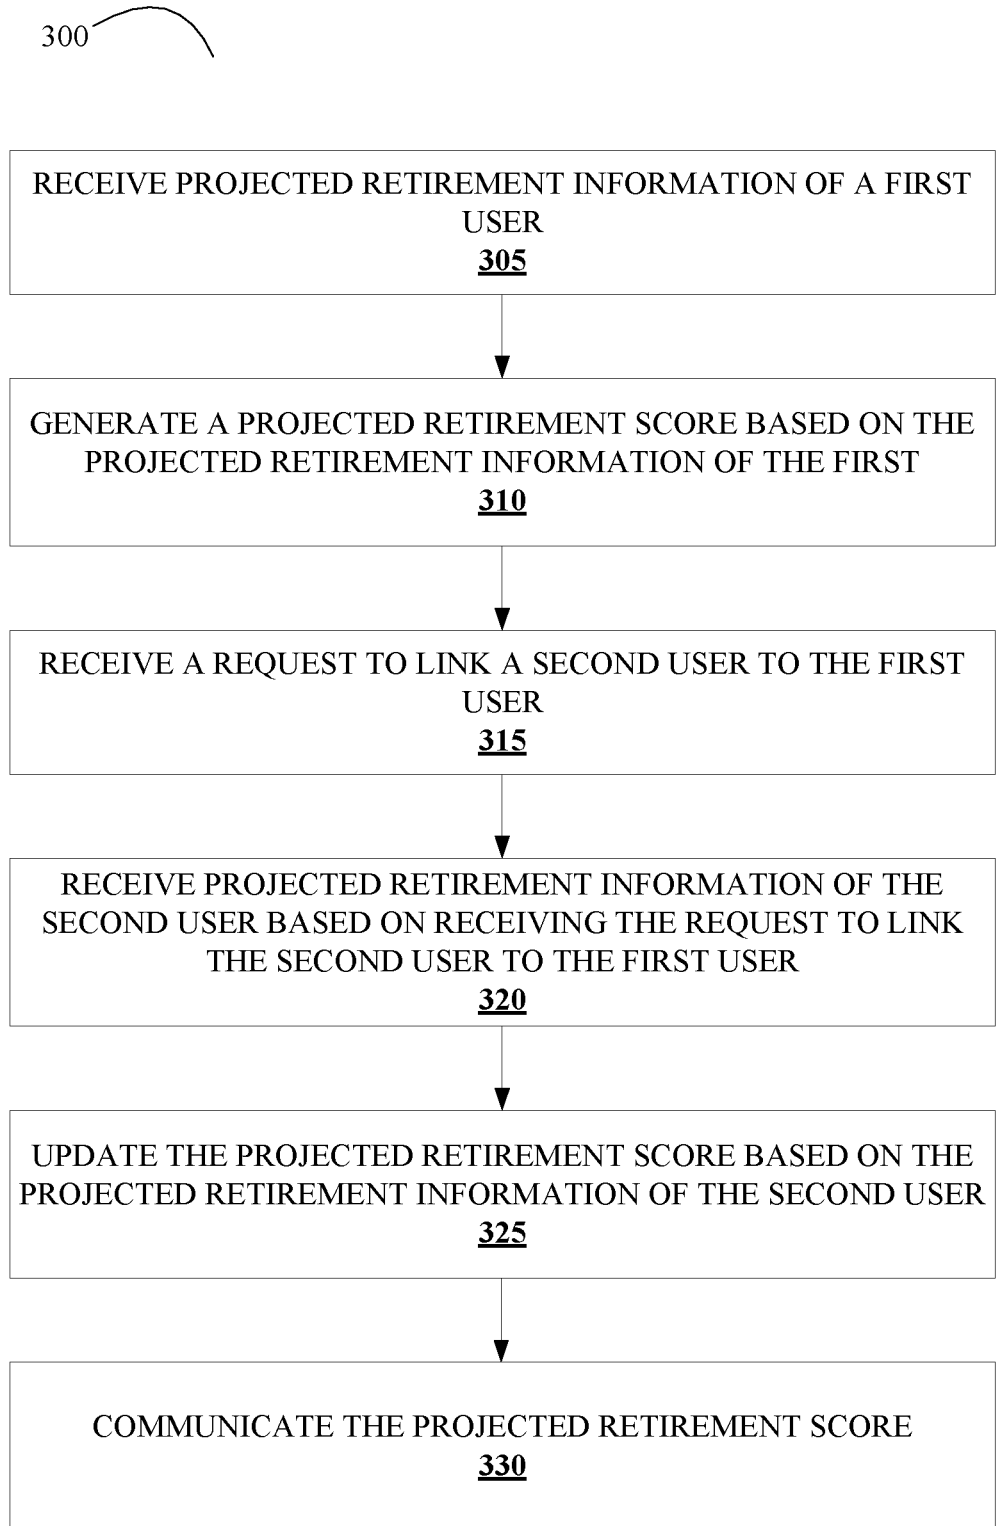 300
RECEIVE PROJECTED RETIREMENT INFORMATION OF A FIRST
USER
305
GENERATE A PROJECTED RETIREMENT SCORE BASED ON THE
PROJECTED RETIREMENT INFORMATION OF THE FIRST
310
RECEIVE A REQUEST TO LINK A SECOND USER TO THE FIRST
USER
315
RECEIVE PROJECTED RETIREMENT INFORMATION OF THE
SECOND USER BASED ON RECEIVING THE REQUEST TO LINK
THE SECOND USER TO THE FIRST USER
320
UPDATE THE PROJECTED RETIREMENT SCORE BASED ON THE
PROJECTED RETIREMENT INFORMATION OF THE SECOND USER
325
COMMUNICATE THE PROJECTED RETIREMENT SCORE
330